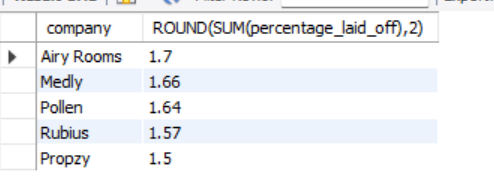 company ROUND(SUM(percentage_laid_off),2)
Airy Rooms 1.7
Medly 1.66
Pollen 1.64
Rubius 1.57
Propzy 1.5